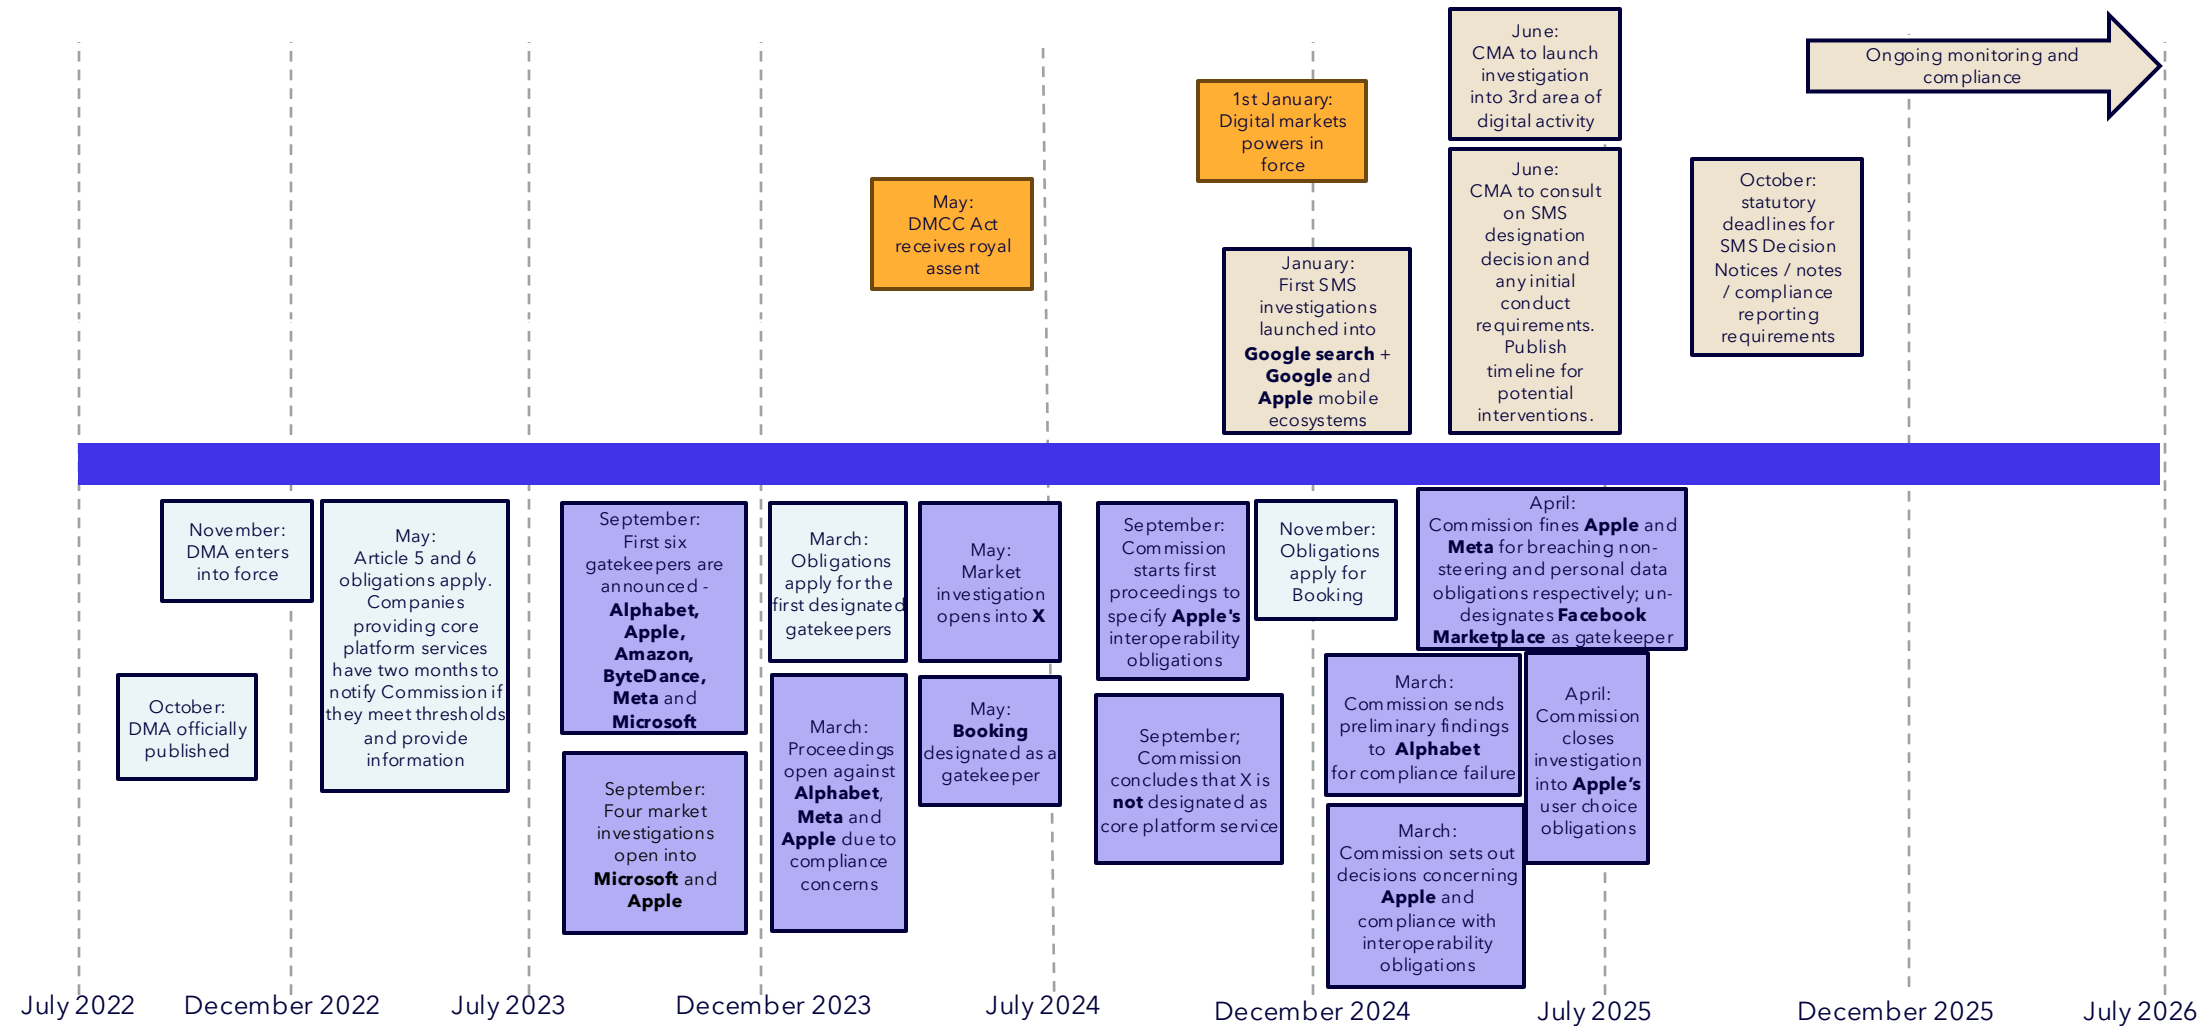 June:
CMA to launch
investigation
into 3rd area of
digital activity
Ongoing monitoring and
compliance
1st January:
Digital markets
powers in
force
June:
CMA to consult
on SMS
designation
decision and
any initial
conduct
requirements.
Publish
timeline for
potential
interventions.
October:
statutory
deadlines for
SMS Decision
Notices / notes
/ compliance
reporting
requirements
May:
DMCC Act
receives royal
assent
January:
First SMS
investigations
launched into
Google search +
Google and
Apple mobile
ecosystems
November:
DMA enters
into force
October:
DMA officially
published
May:
Article 5 and 6
obligations apply.
Companies
providing core
platform services
have two months to
notify Commission if
they meet thresholds
and provide
information
September:
First six
gatekeepers are
announced -
Alphabet,
Apple,
Amazon,
ByteDance,
Meta and
Microsoft
September:
Four market
investigations
open into
Microsoft and
Apple
March:
Obligations
apply for the
first designated
gatekeepers
March:
Proceedings
open against
Alphabet,
Meta and
Apple due to
compliance
concerns
May:
Market
investigation
opens into X
May:
Booking
designated as a
gatekeeper
September:
Commission
starts first
proceedings to
specify Apple's
interoperability
obligations
September;
Commission
concludes that X is
not designated as
core platform service
November:
Obligations
apply for
Booking
April:
Commission fines Apple and
Meta for breaching non-
steering and personal data
obligations respectively; un-
designates Facebook
Marketplace as gatekeeper
March:
Commission sends
preliminary findings
to Alphabet
for compliance failure
April:
Commission
closes
investigation
into Apple’s
user choice
obligations
March:
Commission sets out
decisions concerning
Apple and
compliance with
interoperability
obligations
July 2022
December 2022
July 2023
December 2023
July 2024
December 2024
July 2025
December 2025
July 2026